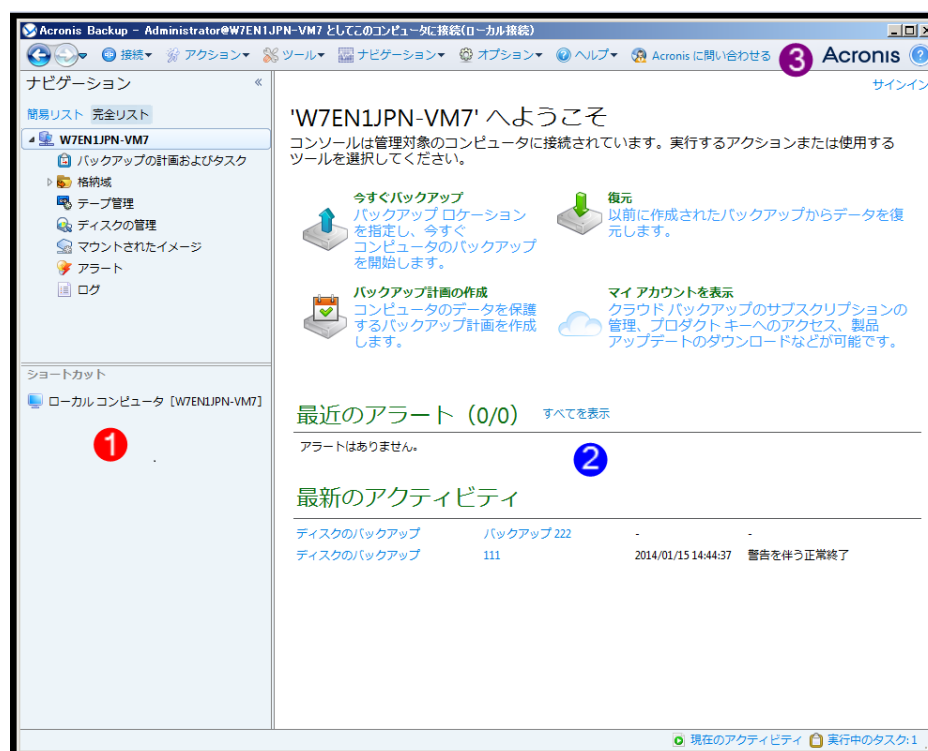 Acronis Backup - Administrator@W7EN1JPN-VM7 としてこのコンピュータに接続(ローカル接続)
接続 アクション ツール ナビゲーション オプション ヘルプ Acronis に問い合わせる 3 Acronis ?
ナビゲーション «
サインイン
簡易リスト 完全リスト
W7EN1JPN-VM7
バックアップの計画およびタスク
格納域
テープ管理
ディスクの管理
マウントされたイメージ
アラート
ログ
ショートカット
ローカル コンピュータ [W7EN1JPN-VM7]
1
'W7EN1JPN-VM7' へようこそ
コンソールは管理対象のコンピュータに接続されています。実行するアクションまたは使用する
ツールを選択してください。
今すぐバックアップ
バックアップ ロケーション
を指定し、今すぐ
コンピュータのバックアップ
を開始します。
復元
以前に作成されたバックアップからデータを復
元します。
バックアップ計画の作成
コンピュータのデータを保護
するバックアップ計画を作成
します。
マイ アカウントを表示
クラウド バックアップのサブスクリプションの
管理、プロダクト キーへのアクセス、製品
アップデートのダウンロードなどが可能です。
最近のアラート (0/0) すべてを表示
アラートはありません。
2
最新のアクティビティ
ディスクのバックアップ バックアップ 222 - -
ディスクのバックアップ 111 2014/01/15 14:44:37 警告を伴う正常終了
現在のアクティビティ 実行中のタスク: 1